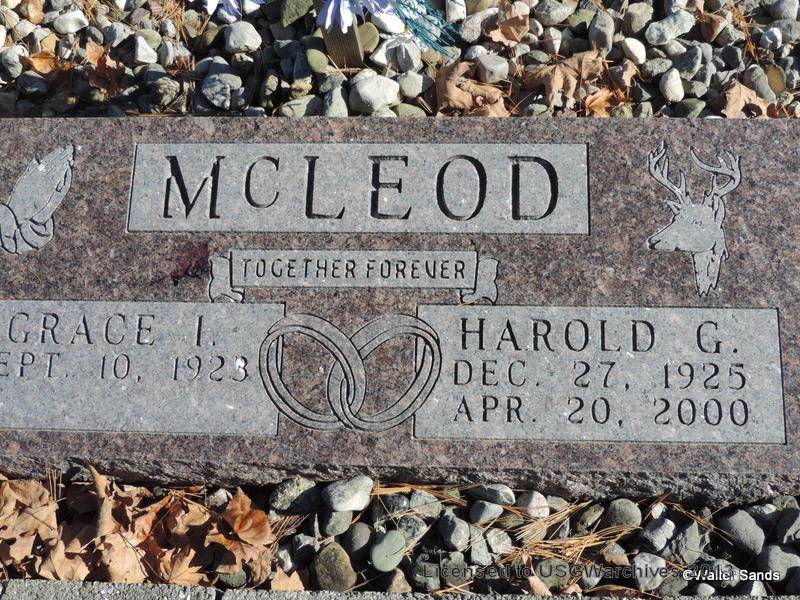 McLEOD
TOGETHER FOREVER
GRACE I.
EPT. 10, 1923
HAROLD G.
DEC. 27, 1925
APR. 20, 2000
Licensed to USGWarchives
©Walter Sands